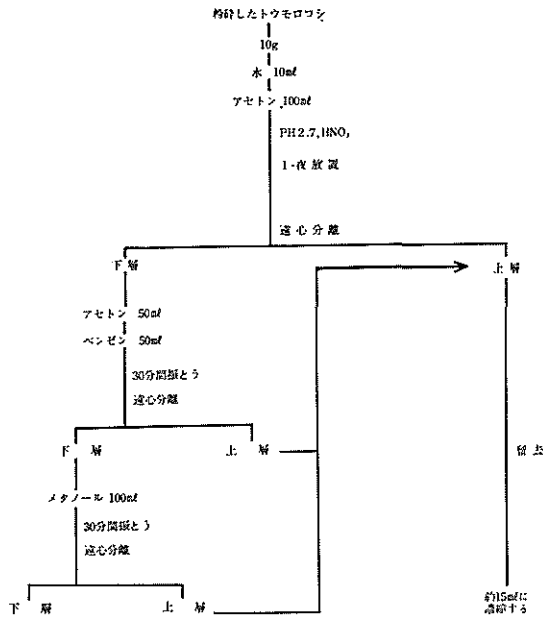 粉砕したトウモロコシ
10g
水 10mℓ
アセトン 100mℓ
PH2.7,HNO₃
1-夜放置
遠心分離
下層
上層
アセトン 50mℓ
ベンゼン 50mℓ
30分間振とう
遠心分離
下層
上層
留去
メタノール 100mℓ
30分間振とう
遠心分離
下層
上層
約15mℓに
濃縮する